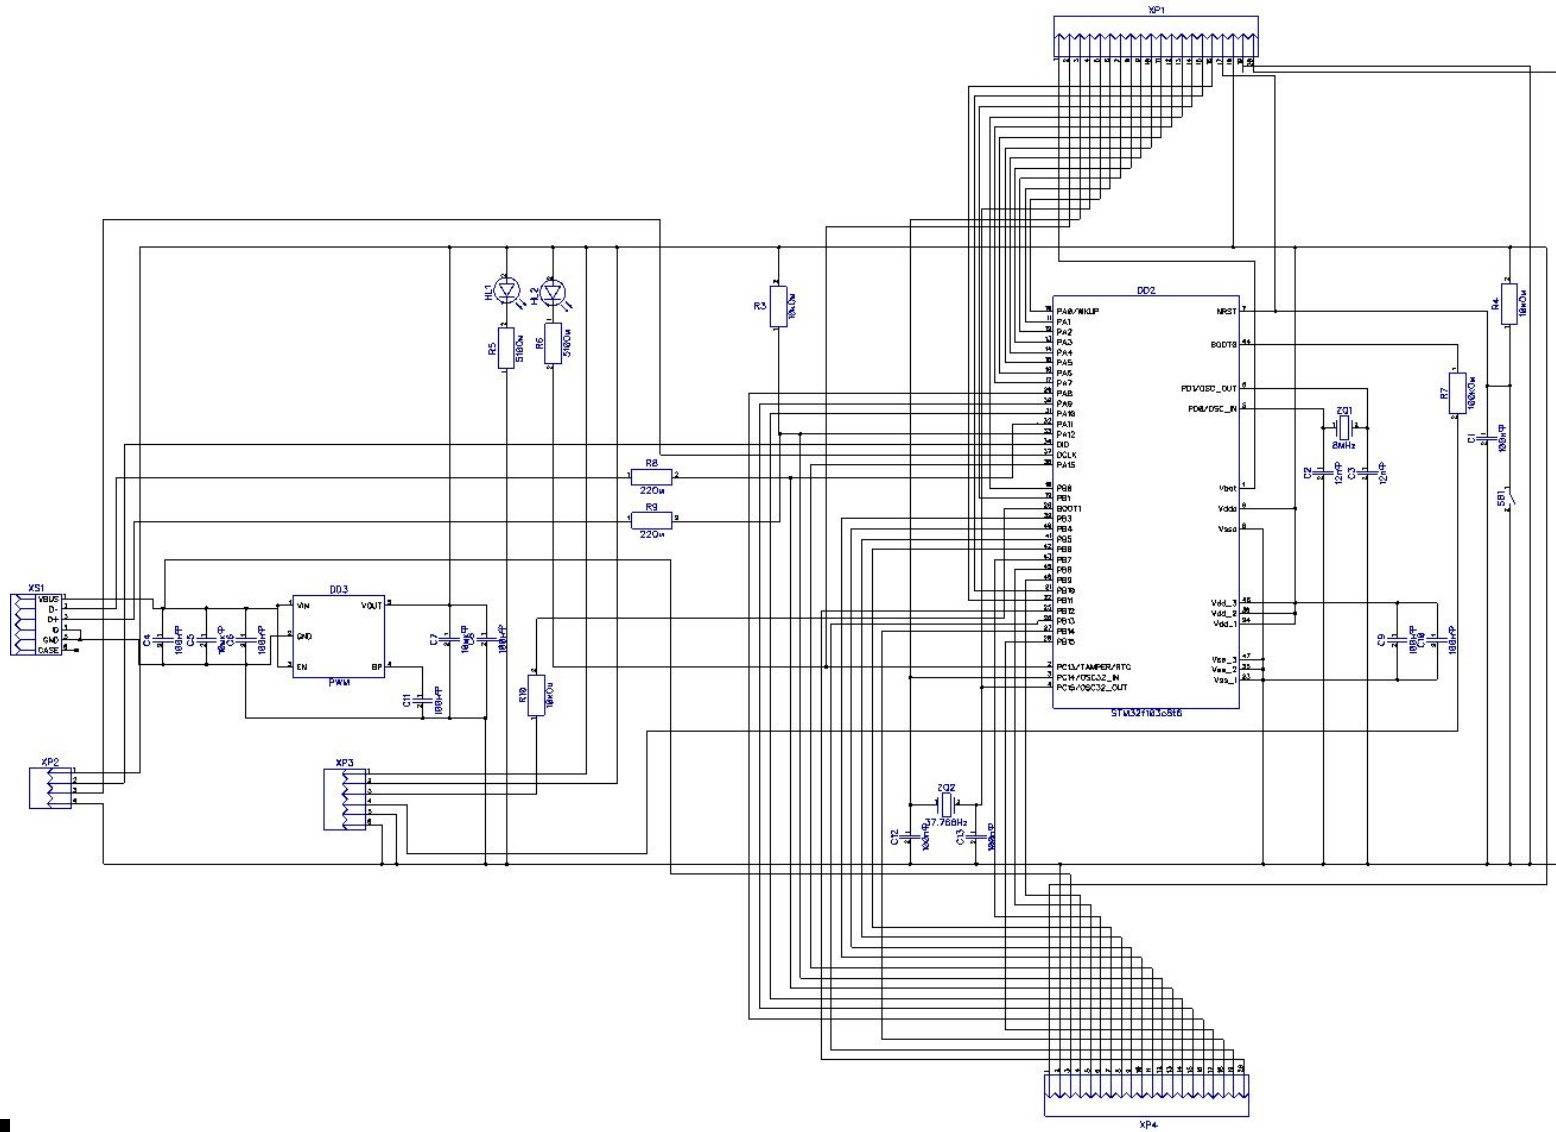 XP1
DD2
PA0/WKUP
PA1
PA2
PA3
PA4
PA5
PA6
PA7
PA8
PA9
PA10
PA11
PA12
DIO
DCLK
PA15
PB0
PB1
BOOT1
PB3
PB4
PB5
PB6
PB7
PB8
PB9
PB10
PB11
PB12
PB13
PB14
PB15
PC13/TAMPER/RTC
PC14/OSC32_IN
PC15/OSC32_OUT
NRST
BOOT0
PD1/OSC_OUT
PD0/OSC_IN
Vbat
Vdda
Vssa
Vdd_3
Vdd_2
Vdd_1
Vss_3
Vss_2
Vss_1
STM32f103c8t6
HL1
HL2
R5
510Ом
R6
510Ом
R3
10кОм
R4
10кОм
R7
100кОм
ZQ1
8MHz
C2
12пФ
C3
12пФ
C1
100нФ
SB1
R8
22Ом
R9
22Ом
XS1
VBUS
D-
D+
ID
GND
CASE
C4
100нФ
C5
10мкФ
C6
100нФ
DD3
VIN
VOUT
GND
EN
BP
PWM
C7
10мкФ
C8
100нФ
C11
100нФ
R10
10кОм
C9
100нФ
C10
100нФ
XP2
XP3
ZQ2
37.768Hz
C12
100пФ
C13
XP4